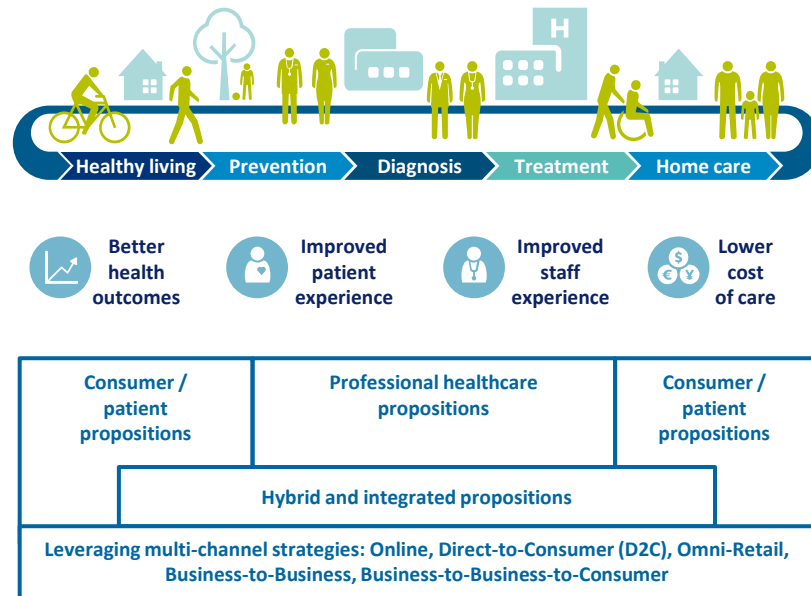 H
Healthy living
Prevention
Diagnosis
Treatment
Home care
Better
health
outcomes
Improved
patient
experience
Improved
staff
experience
$
€ ¥
Lower
cost
of care
Consumer /
patient
propositions
Professional healthcare
propositions
Consumer /
patient
propositions
Hybrid and integrated propositions
Leveraging multi-channel strategies: Online, Direct-to-Consumer (D2C), Omni-Retail,
Business-to-Business, Business-to-Business-to-Consumer